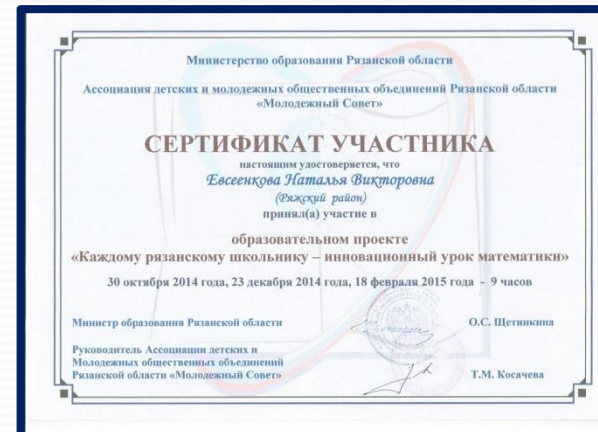 Министерство образования Рязанской области
Ассоциация детских и молодежных общественных объединений Рязанской области
«Молодежный Совет»
СЕРТИФИКАТ УЧАСТНИКА
настоящим удостоверяется, что
Евсеенкова Наталья Викторовна
(Ряжский район)
принял(а) участие в
образовательном проекте
«Каждому рязанскому школьнику – инновационный урок математики»
30 октября 2014 года, 23 декабря 2014 года, 18 февраля 2015 года - 9 часов
Министр образования Рязанской области
О.С. Щетинкина
Руководитель Ассоциации детских и
Молодежных общественных объединений
Рязанской области «Молодежный Совет»
Т.М. Косачева